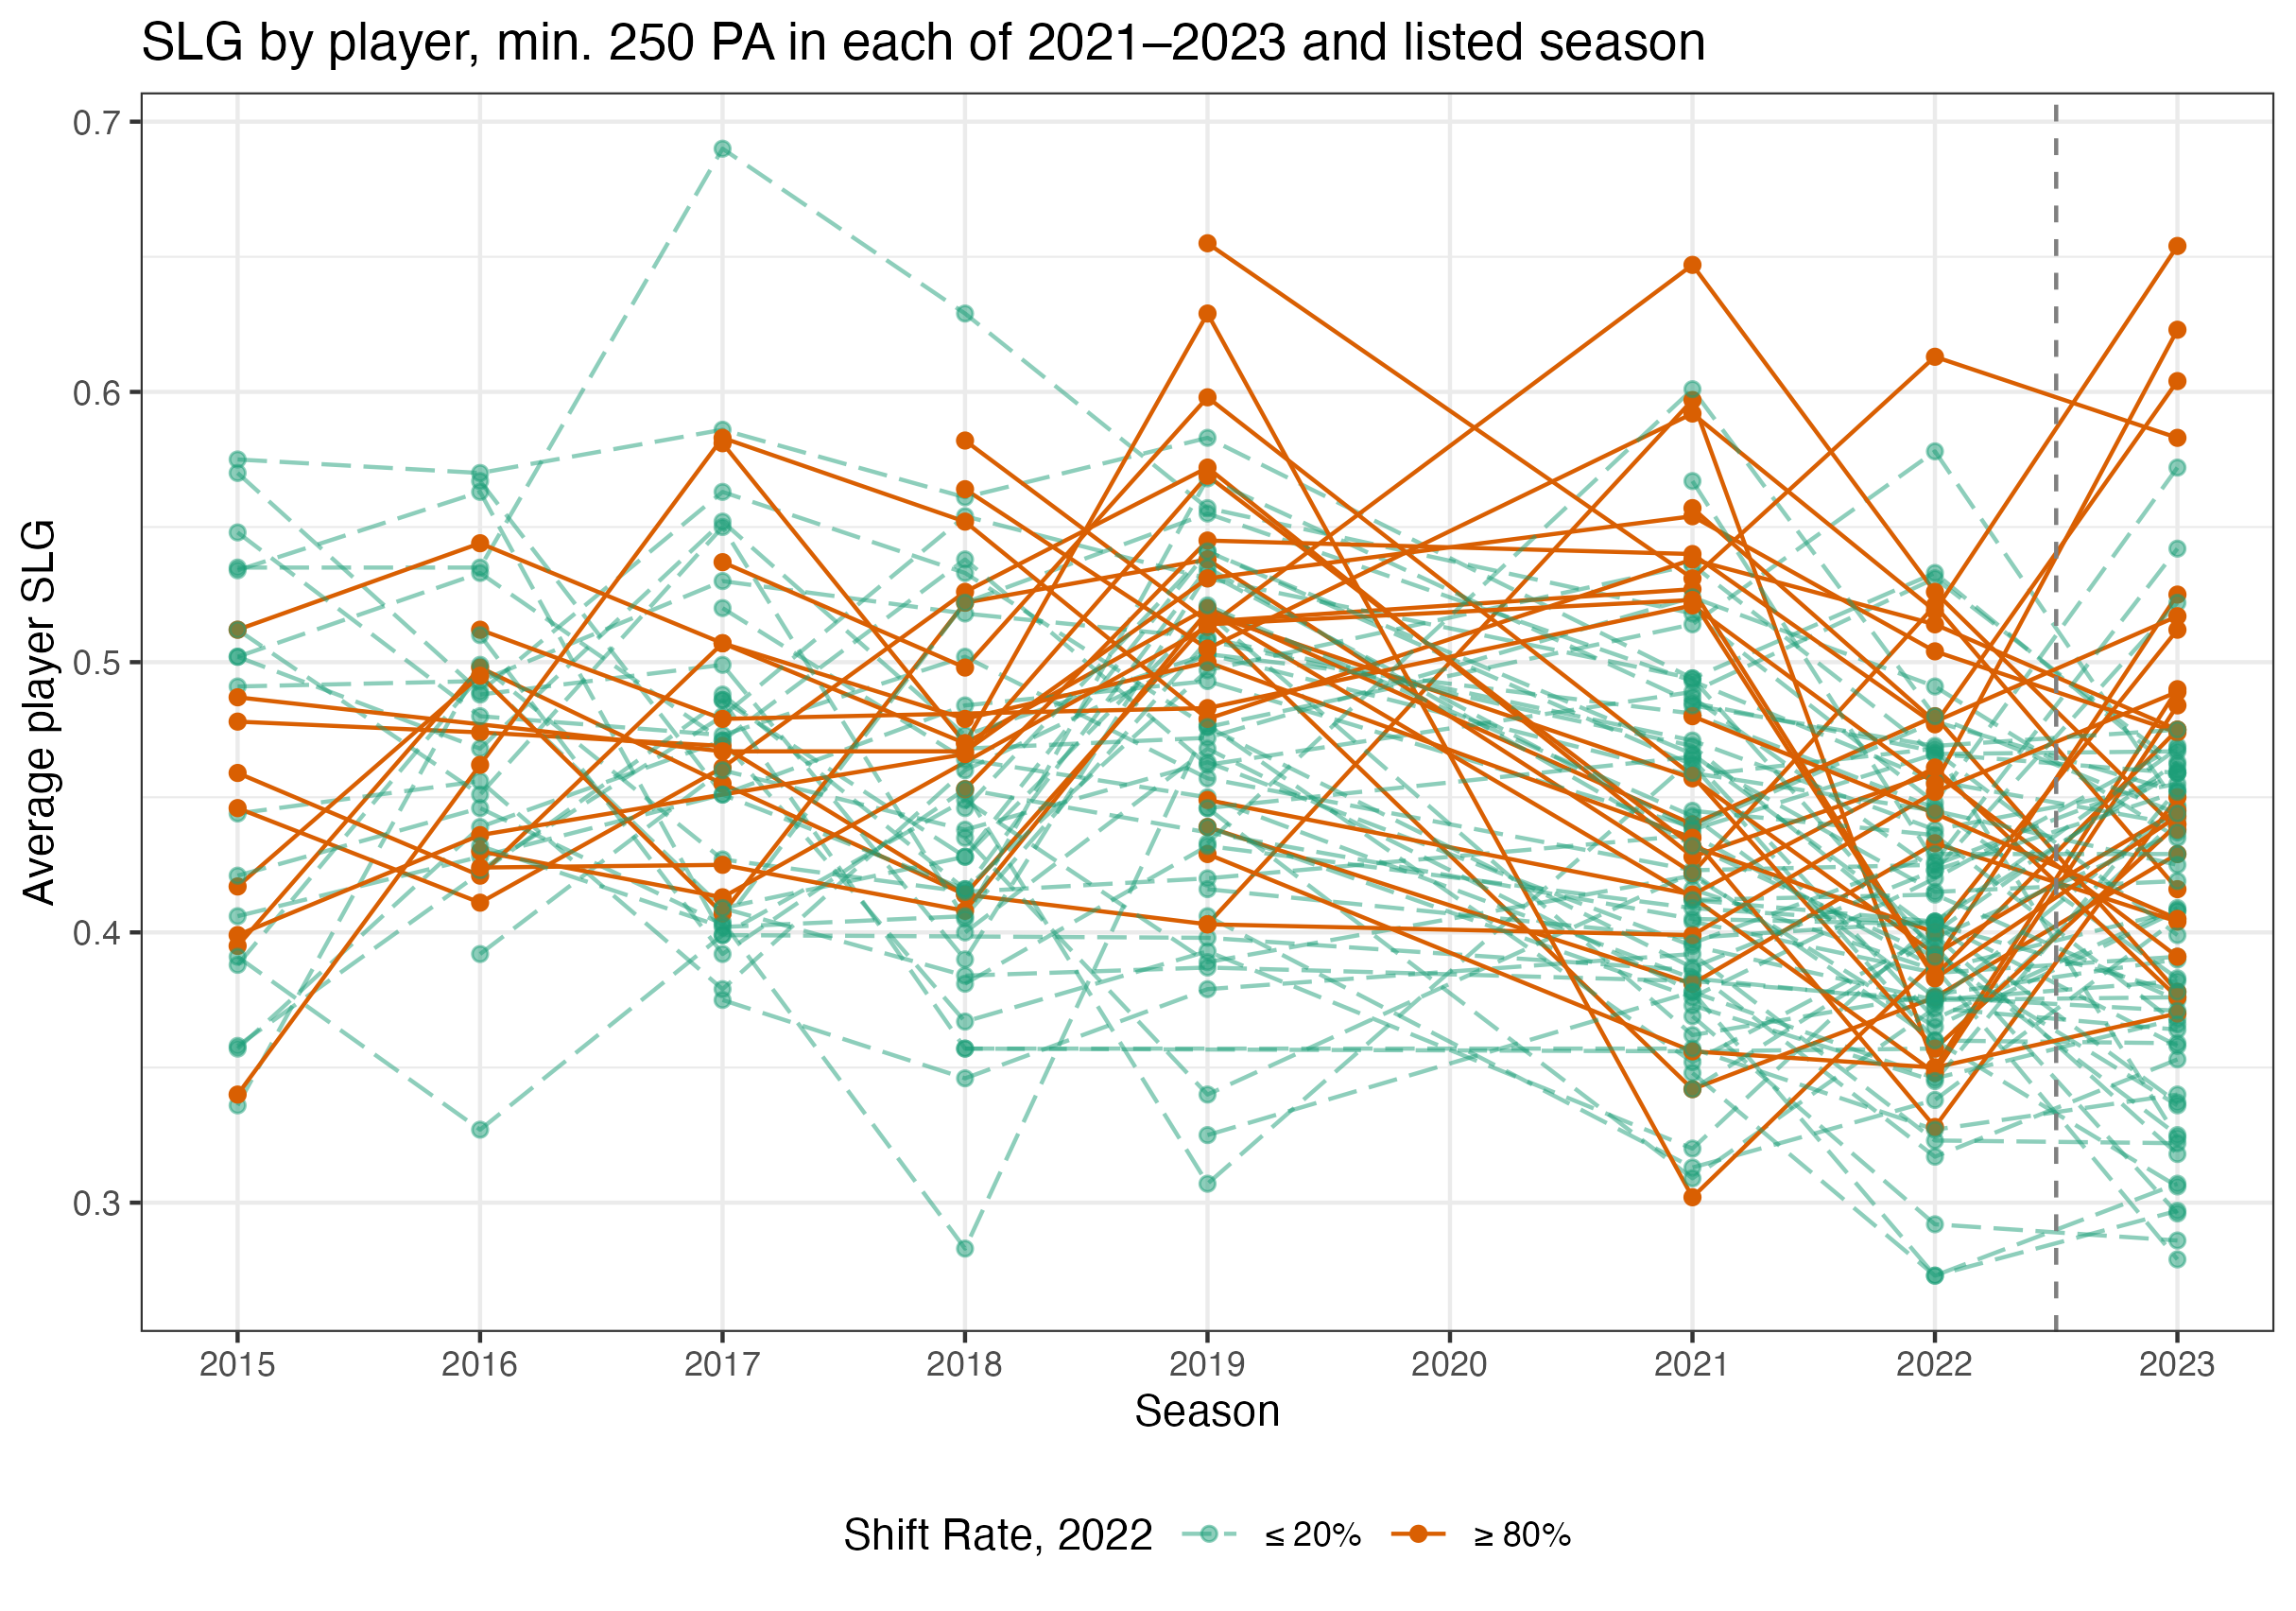 SLG by player, min. 250 PA in each of 2021–2023 and listed season
Average player SLG
0.7
0.6
0.5
0.4
0.3
2015 2016 2017 2018 2019 2020 2021 2022 2023
Season
Shift Rate, 2022 ≤ 20% ≥ 80%